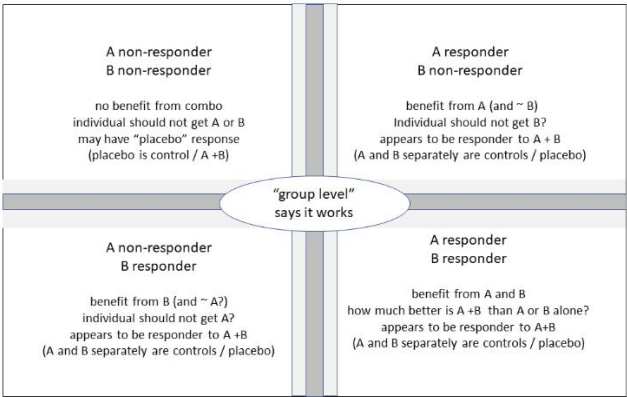 A non-responder
B non-responder
no benefit from combo
individual should not get A or B
may have “placebo” response
(placebo is control / A +B)
A responder
B non-responder
benefit from A (and ~ B)
Individual should not get B?
appears to be responder to A + B
(A and B separately are controls / placebo)
“group level”
says it works
A non-responder
B responder
benefit from B (and ~ A?)
individual should not get A?
appears to be responder to A +B
(A and B separately are controls / placebo)
A responder
B responder
benefit from A and B
how much better is A +B than A or B alone?
appears to be responder to A+B
(A and B separately are controls / placebo)